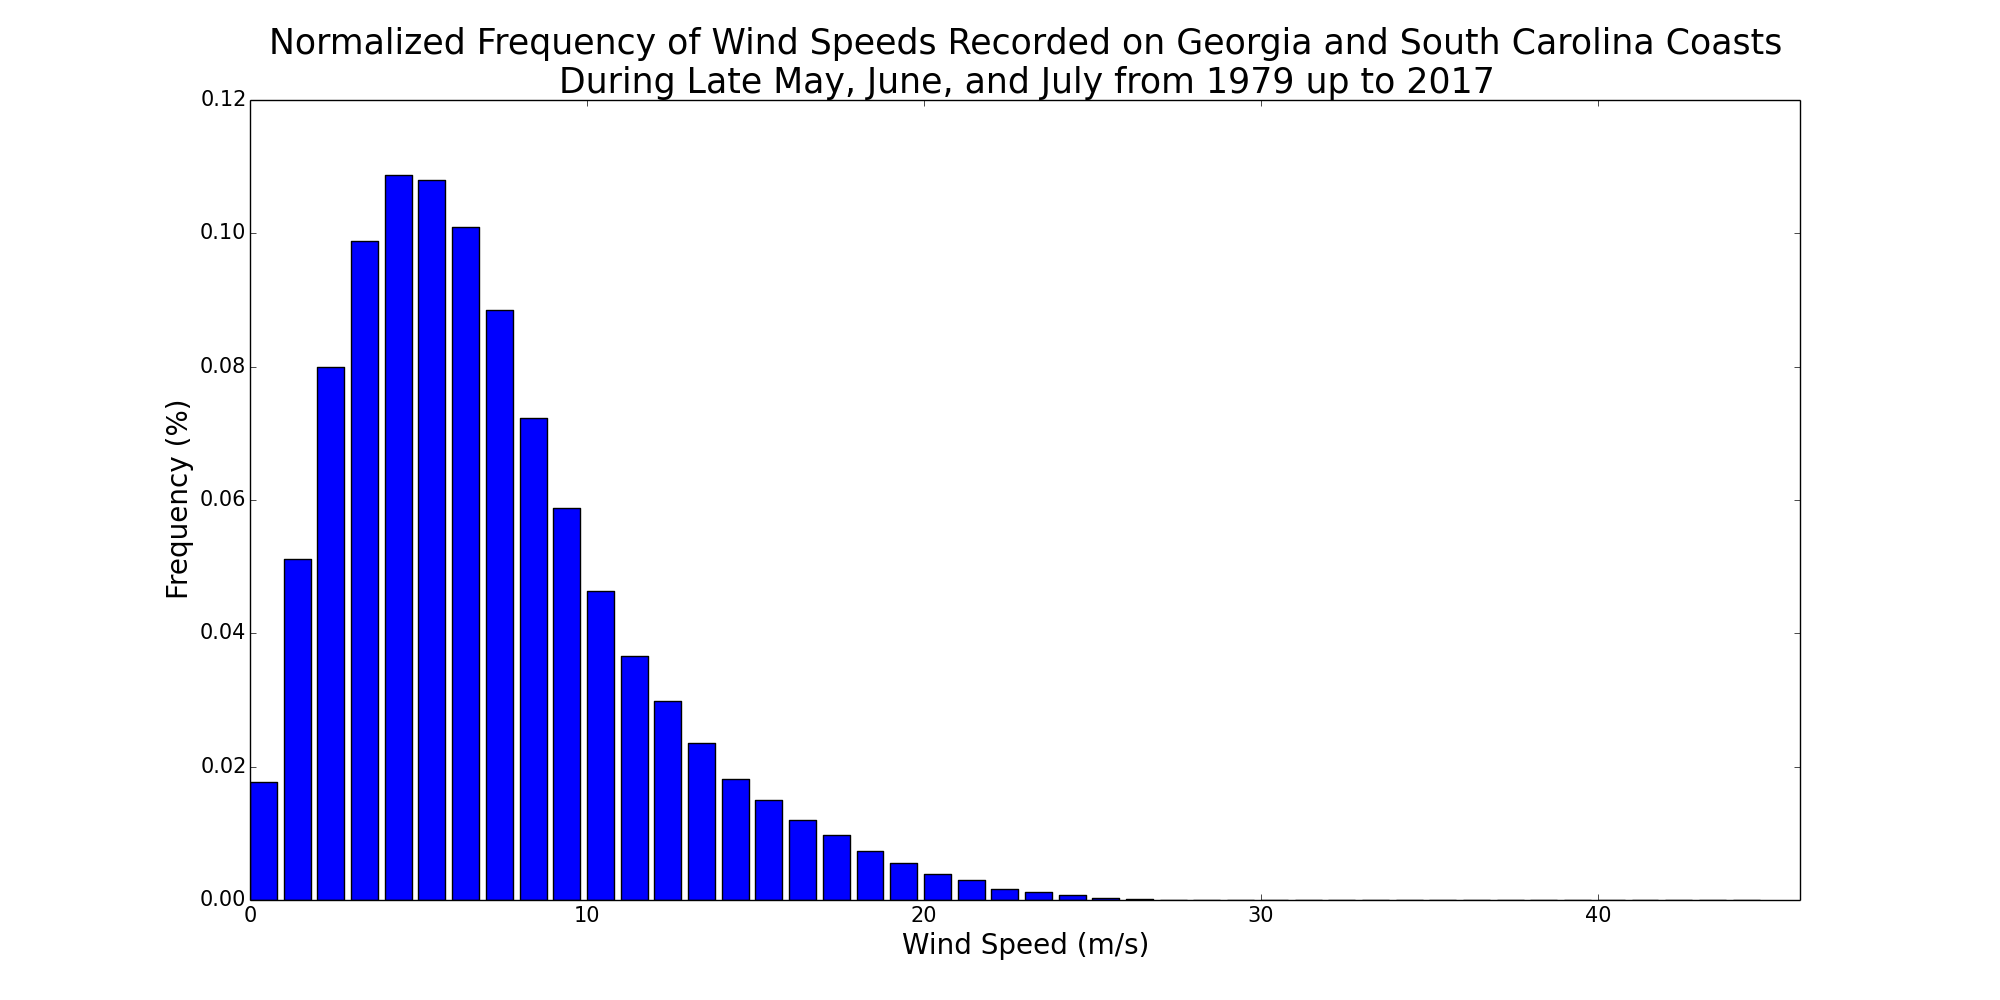 Normalized Frequency of Wind Speeds Recorded on Georgia and South Carolina Coasts
During Late May, June, and July from 1979 up to 2017
0.12
0.10
0.08
0.06
0.04
0.02
0.00
Frequency (%)
0 10 20 30 40
Wind Speed (m/s)